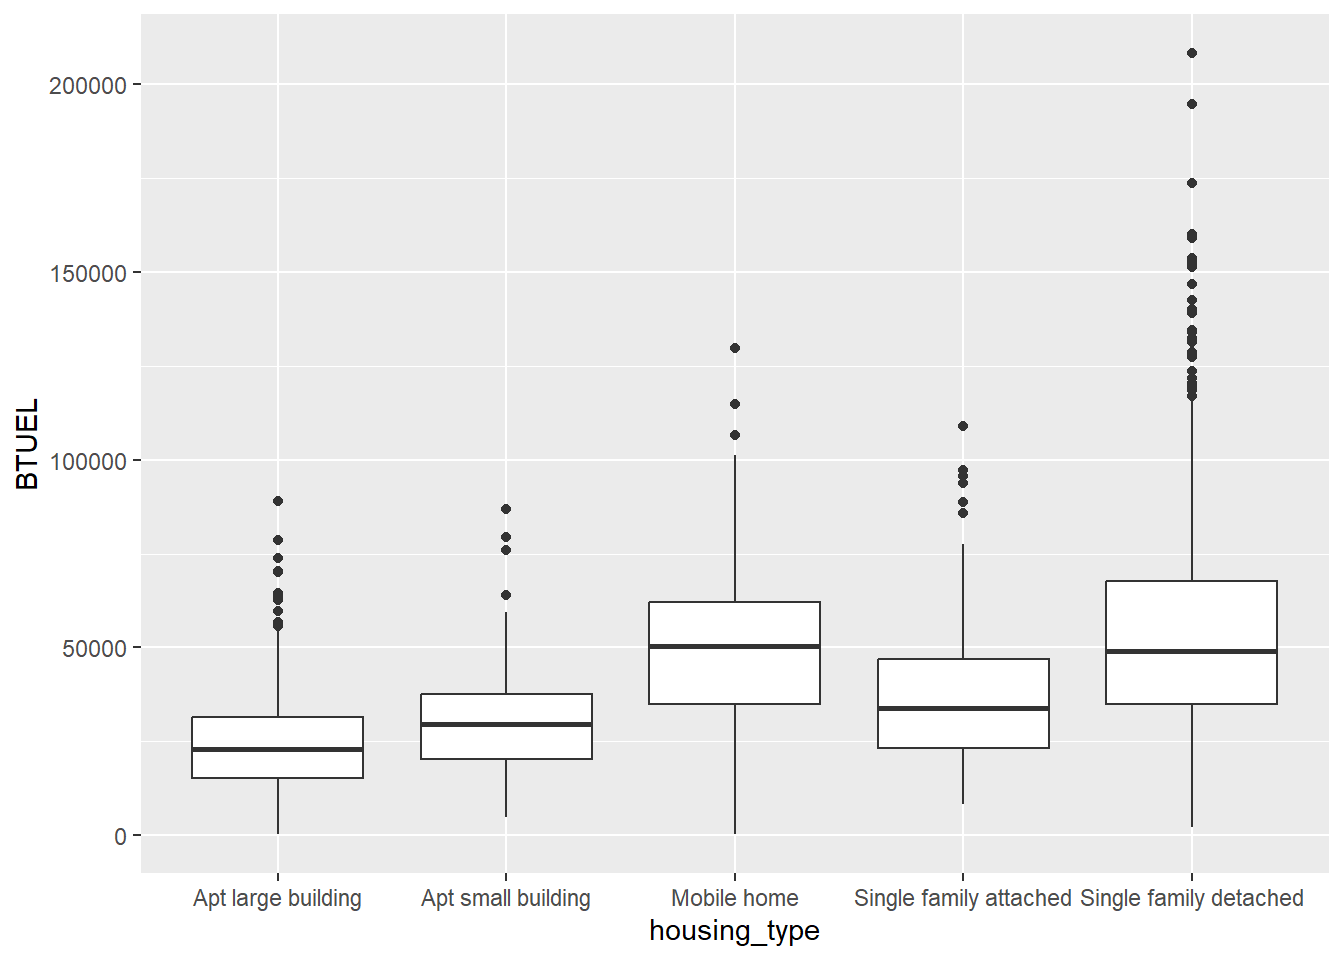 200000
150000
100000
50000
0
BTUEL
Apt large building
Apt small building
Mobile home
Single family attached
Single family detached
housing_type